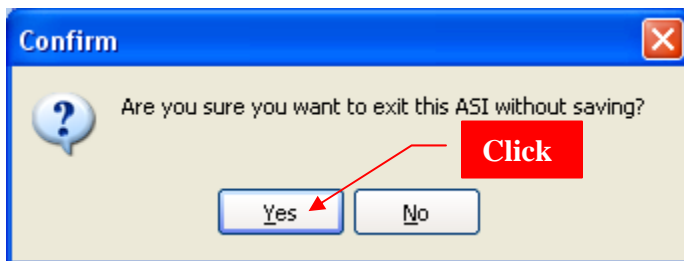 Confirm
Are you sure you want to exit this ASI without saving?
Click
Yes No